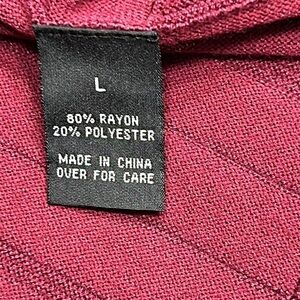 L
80% RAYON
20% POLYESTER
MADE IN CHINA
OVER FOR CARE